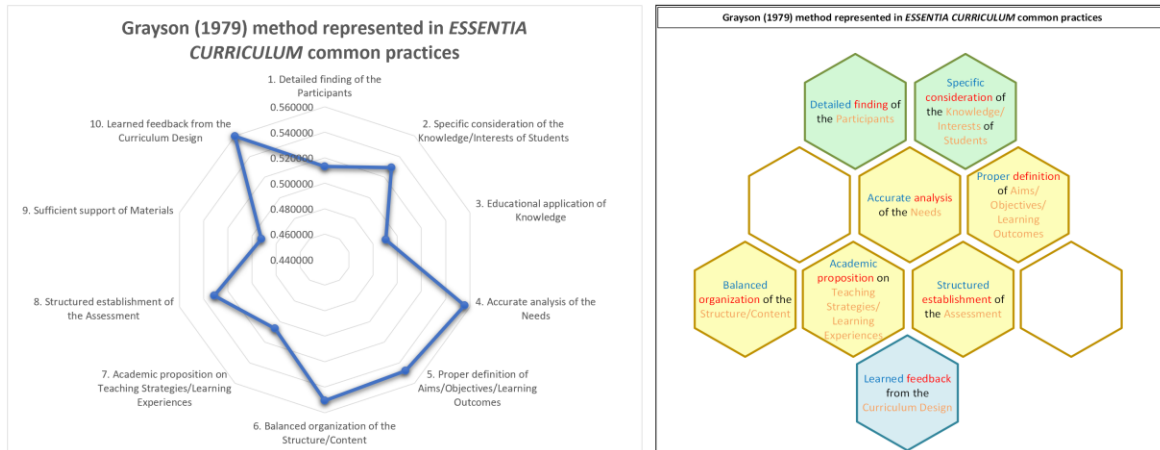 Grayson (1979) method represented in ESSENTIA
CURRICULUM common practices
1. Detailed finding of the
Participants
2. Specific consideration of the
Knowledge/Interests of Students
3. Educational application of
Knowledge
4. Accurate analysis of the
Needs
5. Proper definition of
Aims/Objectives/Learning
Outcomes
6. Balanced organization of the
Structure/Content
7. Academic proposition on
Teaching Strategies/Learning
Experiences
8. Structured establishment of
the Assessment
9. Sufficient support of Materials
10. Learned feedback from the
Curriculum Design
0.560000
0.540000
0.520000
0.500000
0.480000
0.460000
0.440000
Grayson (1979) method represented in ESSENTIA CURRICULUM common practices
Detailed finding of
the Participants
Specific
consideration of
the Knowledge/
Interests of
Students
Accurate analysis
of the Needs
Proper definition
of Aims/
Objectives/
Learning
Outcomes
Balanced
organization of the
Structure/Content
Academic
proposition on
Teaching
Strategies/
Learning
Experiences
Structured
establishment of
the Assessment
Learned feedback
from the
Curriculum Design